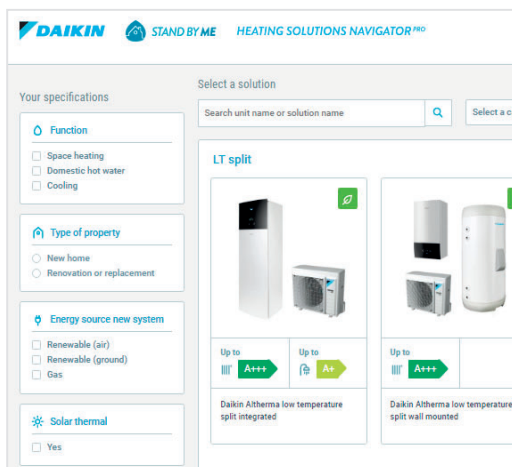 DAIKIN STAND BY ME HEATING SOLUTIONS NAVIGATOR PRO
Your specifications
Function
Space heating
Domestic hot water
Cooling
Type of property
New home
Renovation or replacement
Energy source new system
Renewable (air)
Renewable (ground)
Gas
Solar thermal
Yes
Select a solution
Search unit name or solution name
Select a c
LT split
Up to
A+++
Up to
A+
Daikin Altherma low temperature
split integrated
Up to
A+++
Daikin Altherma low temperature
split wall mounted